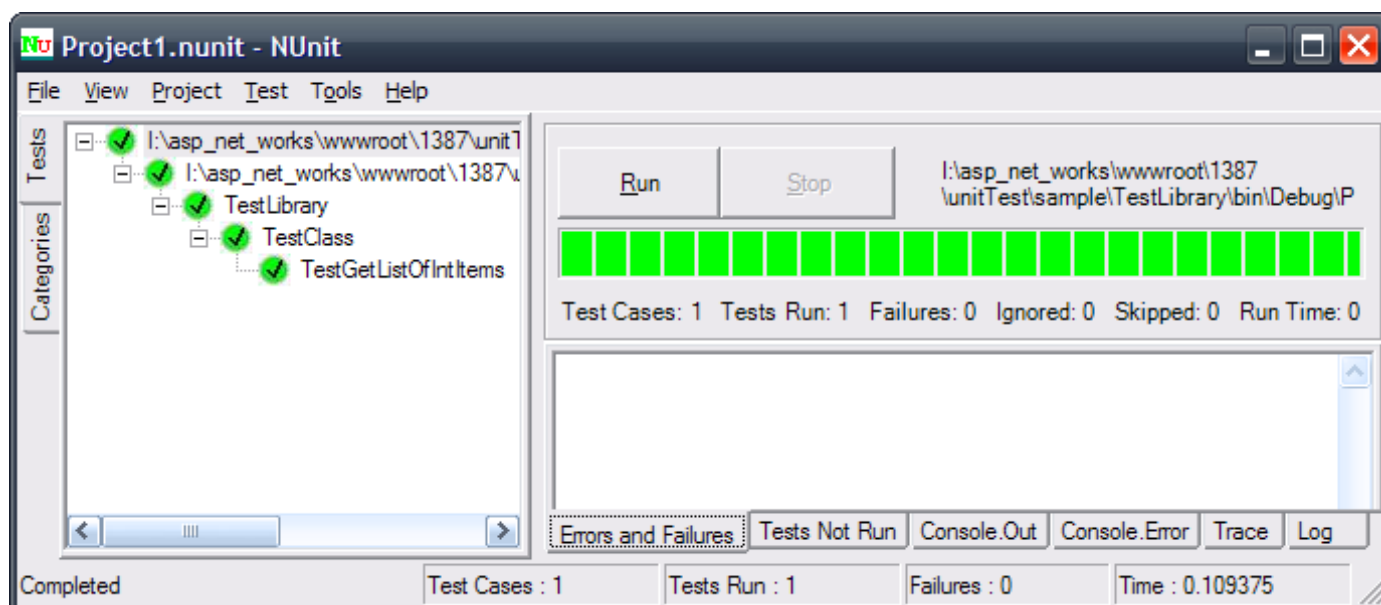 NU Project1.nunit - NUnit
File View Project Test Tools Help
Tests
Categories
I:\asp_net_works\wwwroot\1387\unitT
I:\asp_net_works\wwwroot\1387\u
TestLibrary
TestClass
TestGetListOfIntItems
Run
Stop
I:\asp_net_works\wwwroot\1387
\unitTest\sample\TestLibrary\bin\Debug\P
Test Cases: 1 Tests Run: 1 Failures: 0 Ignored: 0 Skipped: 0 Run Time: 0
Errors and Failures Tests Not Run Console.Out Console.Error Trace Log
Completed Test Cases : 1 Tests Run : 1 Failures : 0 Time : 0.109375